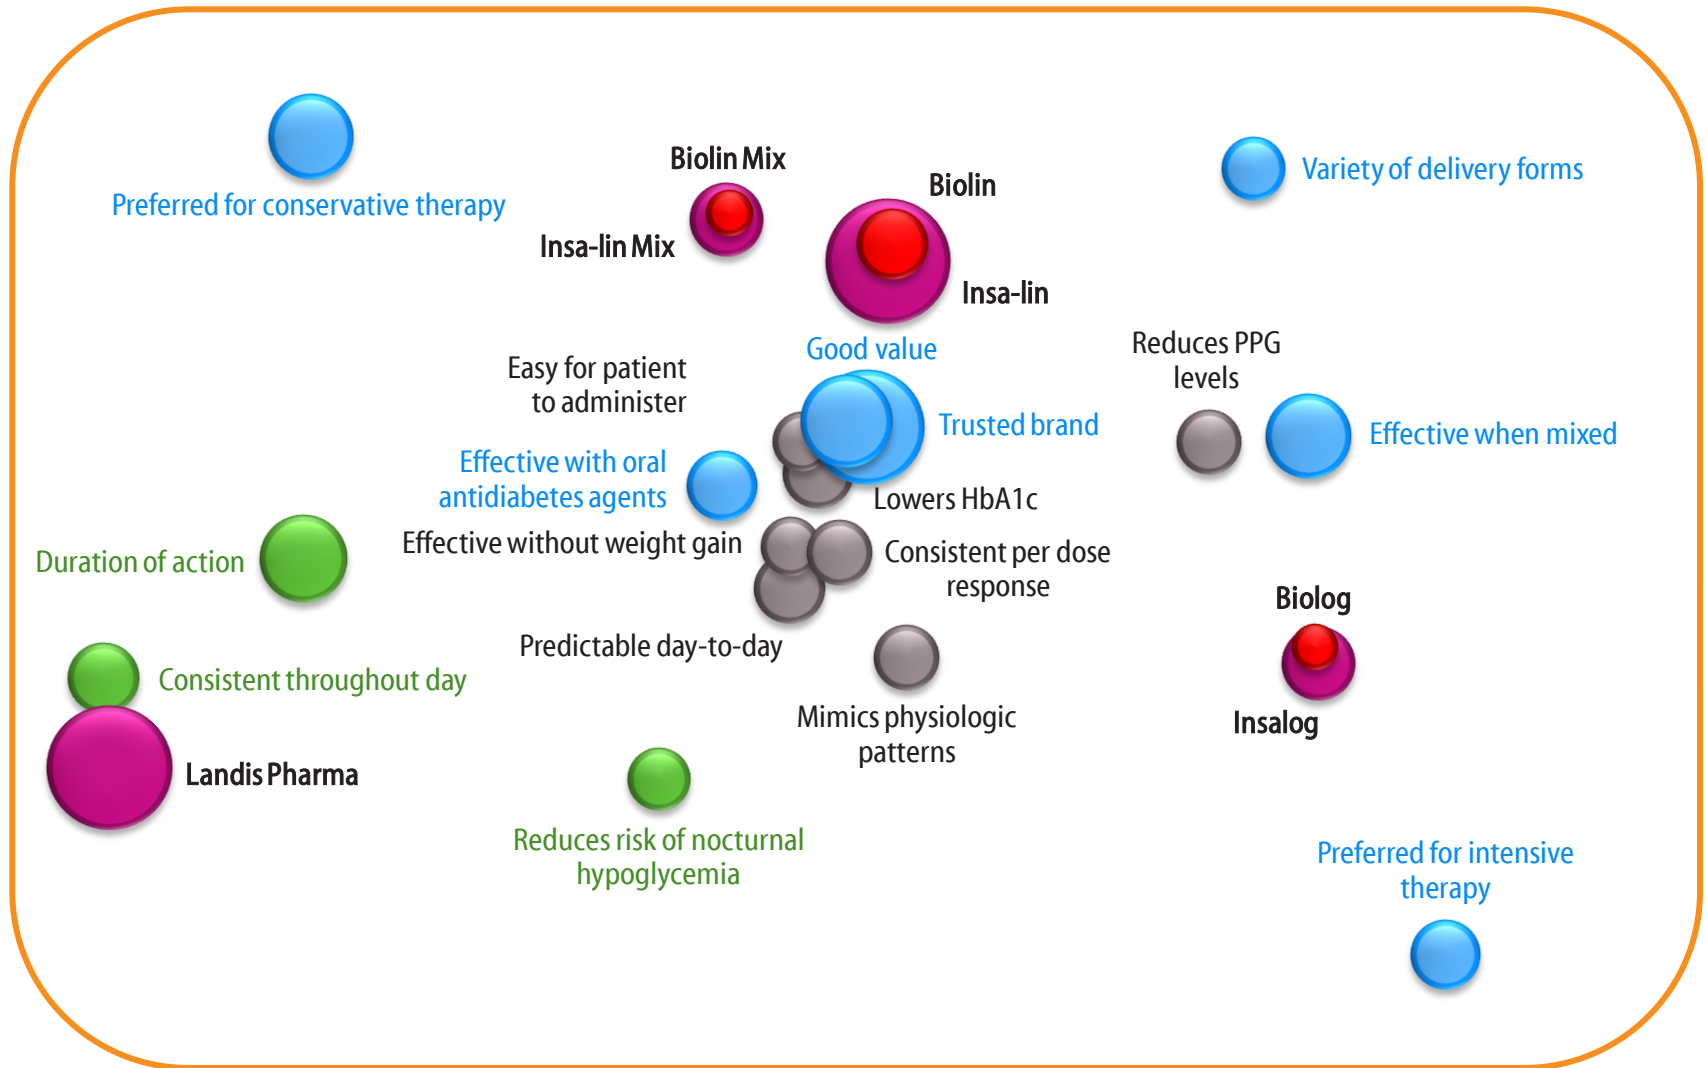 Biolin Mix
Variety of delivery forms
Biolin
Preferred for conservative therapy
Insa-lin Mix
Insa-lin
Good value
Reduces PPG
levels
Easy for patient
to administer
Trusted brand
Effective when mixed
Effective with oral
antidiabetes agents
Lowers HbA1c
Effective without weight gain
Consistent per dose
response
Duration of action
Biolog
Predictable day-to-day
Consistent throughout day
Mimics physiologic
patterns
Insalog
Landis Pharma
Reduces risk of nocturnal
hypoglycemia
Preferred for intensive
therapy